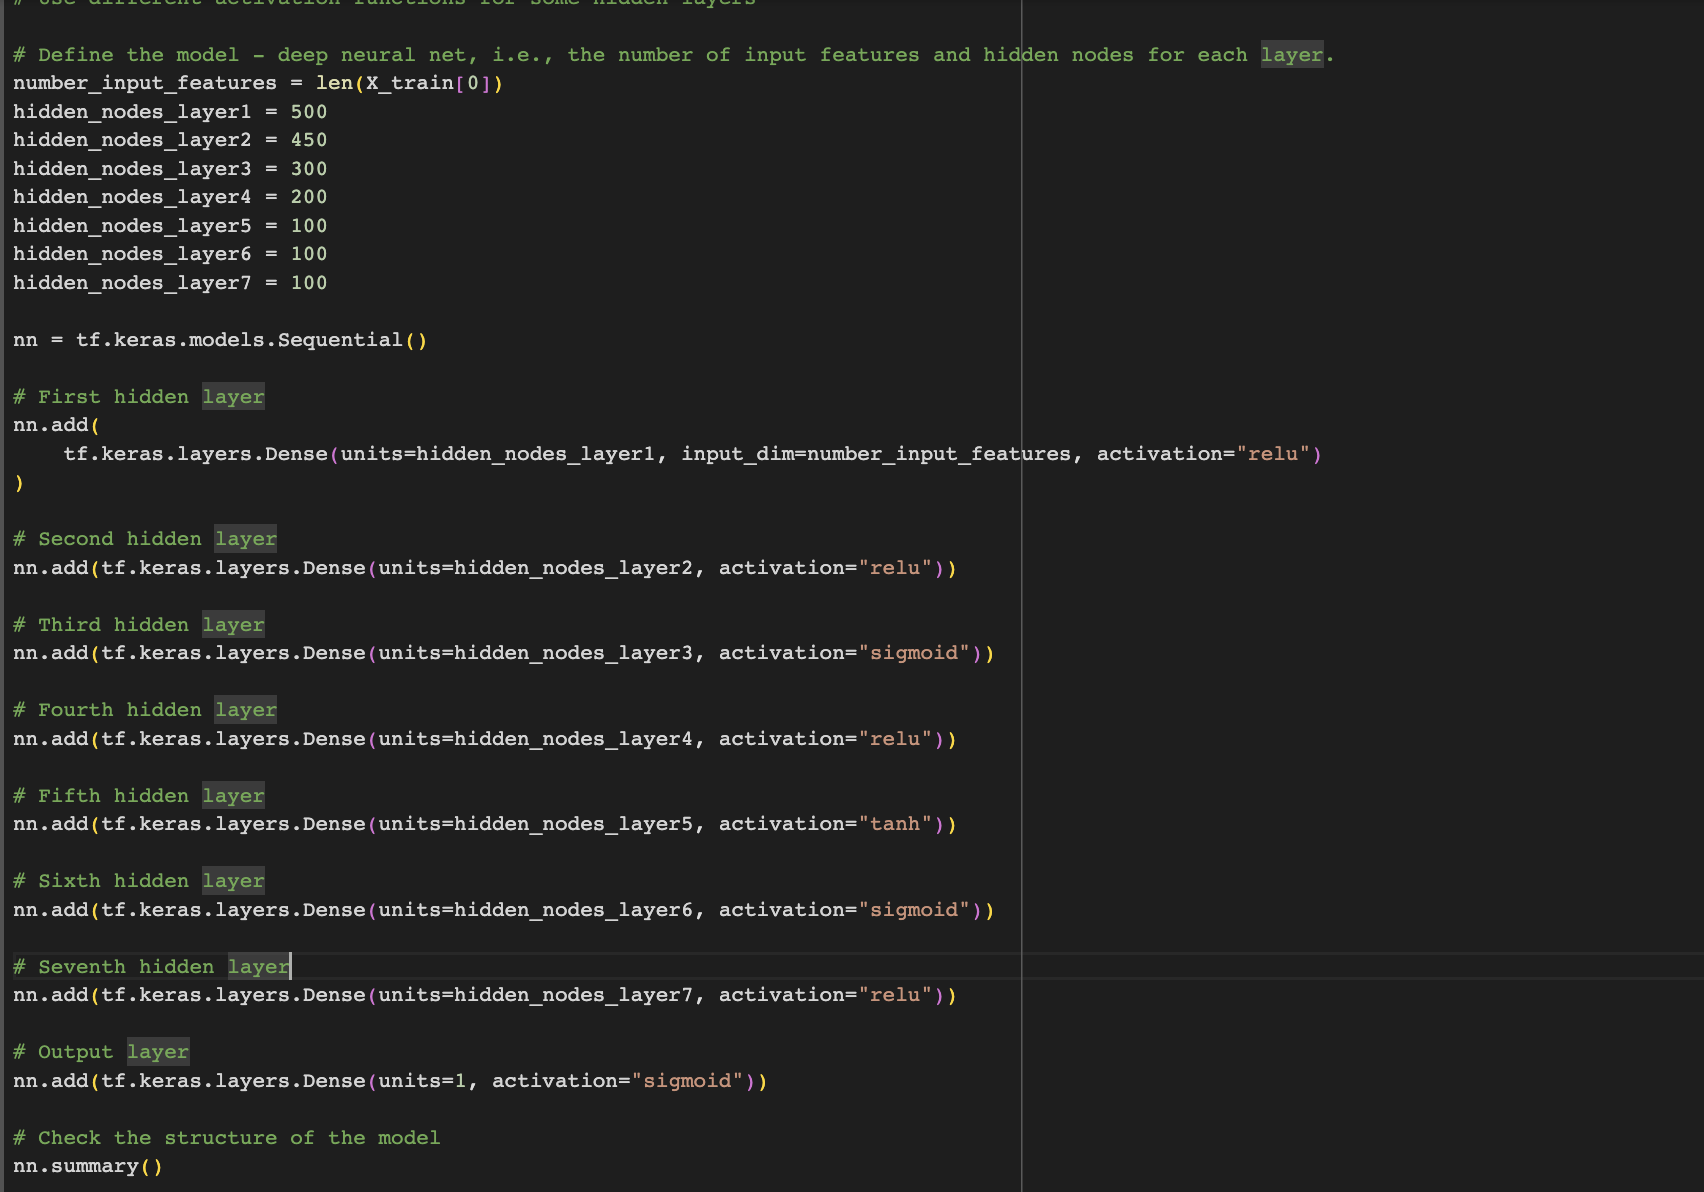 # Use different activation functions for some hidden layers
# Define the model - deep neural net, i.e., the number of input features and hidden nodes for each layer.
number_input_features = len(X_train[0])
hidden_nodes_layer1 = 500
hidden_nodes_layer2 = 450
hidden_nodes_layer3 = 300
hidden_nodes_layer4 = 200
hidden_nodes_layer5 = 100
hidden_nodes_layer6 = 100
hidden_nodes_layer7 = 100
nn = tf.keras.models.Sequential()
# First hidden layer
nn.add(
    tf.keras.layers.Dense(units=hidden_nodes_layer1, input_dim=number_input_features, activation="relu")
)
# Second hidden layer
nn.add(tf.keras.layers.Dense(units=hidden_nodes_layer2, activation="relu"))
# Third hidden layer
nn.add(tf.keras.layers.Dense(units=hidden_nodes_layer3, activation="sigmoid"))
# Fourth hidden layer
nn.add(tf.keras.layers.Dense(units=hidden_nodes_layer4, activation="relu"))
# Fifth hidden layer
nn.add(tf.keras.layers.Dense(units=hidden_nodes_layer5, activation="tanh"))
# Sixth hidden layer
nn.add(tf.keras.layers.Dense(units=hidden_nodes_layer6, activation="sigmoid"))
# Seventh hidden layer
nn.add(tf.keras.layers.Dense(units=hidden_nodes_layer7, activation="relu"))
# Output layer
nn.add(tf.keras.layers.Dense(units=1, activation="sigmoid"))
# Check the structure of the model
nn.summary()